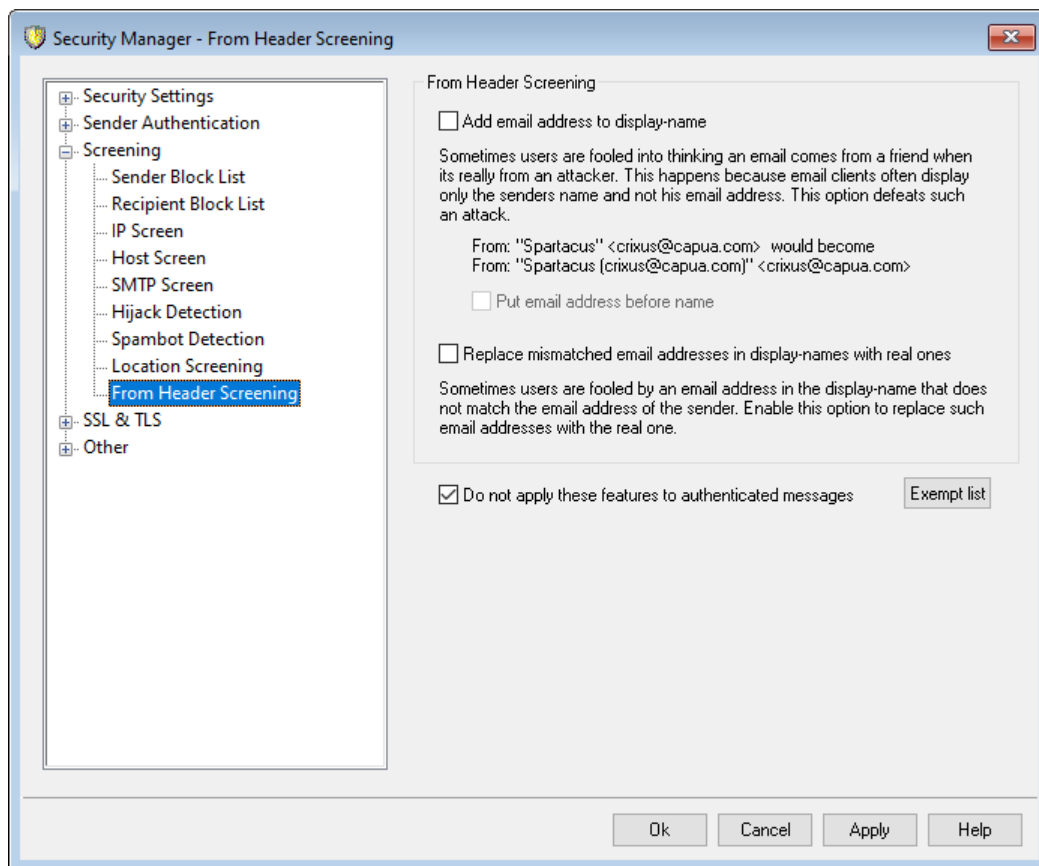 Security Manager - From Header Screening
Security Settings
Sender Authentication
Screening
Sender Block List
Recipient Block List
IP Screen
Host Screen
SMTP Screen
Hijack Detection
Spambot Detection
Location Screening
From Header Screening
SSL & TLS
Other
From Header Screening
Add email address to display-name
Sometimes users are fooled into thinking an email comes from a friend when
its really from an attacker. This happens because email clients often display
only the senders name and not his email address. This option defeats such
an attack.
From: "Spartacus" <crixus@capua.com> would become
From: "Spartacus (crixus@capua.com)" <crixus@capua.com>
Put email address before name
Replace mismatched email addresses in display-names with real ones
Sometimes users are fooled by an email address in the display-name that does
not match the email address of the sender. Enable this option to replace such
email addresses with the real one.
Do not apply these features to authenticated messages
Exempt list
Ok
Cancel
Apply
Help